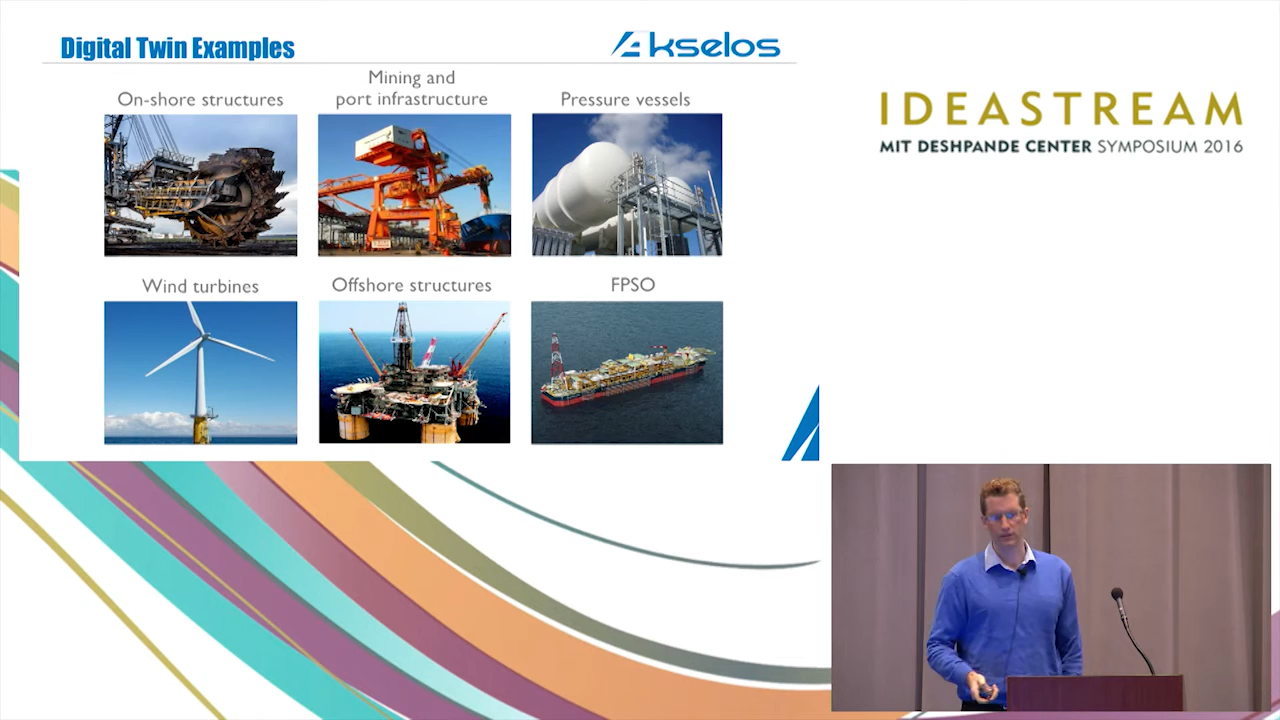 Digital Twin Examples
Akselos
On-shore structures
Mining and
port infrastructure
Pressure vessels
Wind turbines
Offshore structures
FPSO
IDEASTREAM
MIT DESHPANDE CENTER SYMPOSIUM 2016